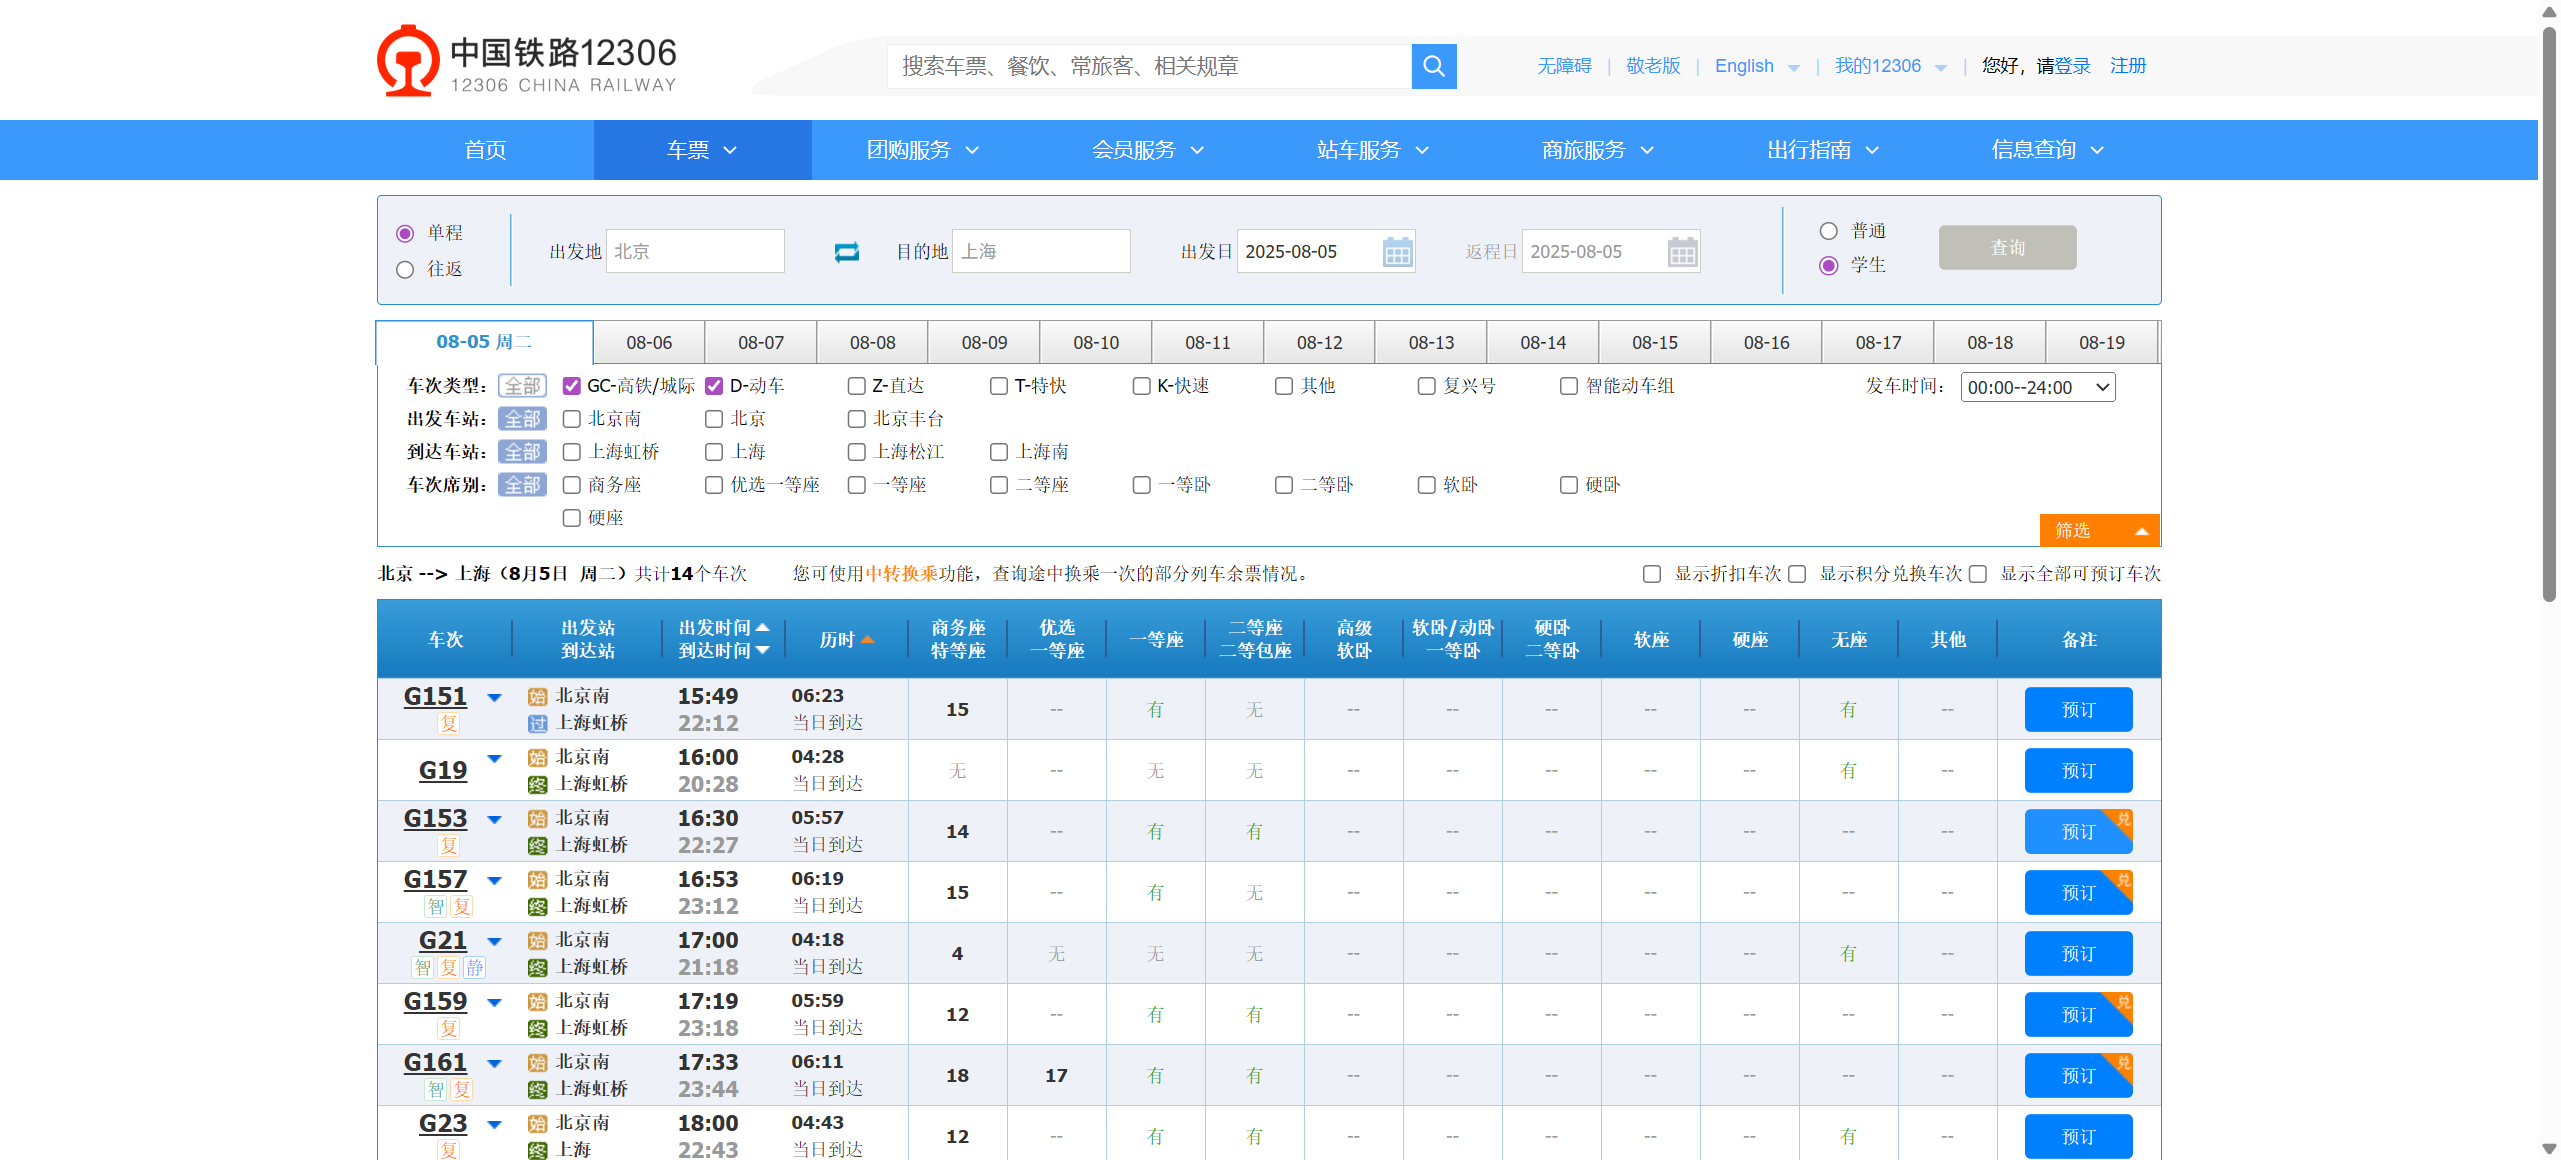 中国铁路12306
12306 CHINA RAILWAY
搜索车票、餐饮、常旅客、相关规章
无障碍 | 敬老版 | English | 我的12306 | 您好，请登录 注册
首页 车票 团购服务 会员服务 站车服务 商旅服务 出行指南 信息查询
单程
往返
出发地 北京 目的地 上海 出发日 2025-08-05 返程日 2025-08-05
普通
学生
查询
08-05 周二 08-06 08-07 08-08 08-09 08-10 08-11 08-12 08-13 08-14 08-15 08-16 08-17 08-18 08-19
车次类型： 全部 GC-高铁/城际 D-动车 Z-直达 T-特快 K-快速 其他 复兴号 智能动车组 发车时间： 00:00--24:00
出发车站： 全部 北京南 北京 北京丰台
到达车站： 全部 上海虹桥 上海 上海松江 上海南
车次席别： 全部 商务座 优选一等座 一等座 二等座 一等卧 二等卧 软卧 硬卧
硬座
筛选
北京 --> 上海（8月5日 周二）共计14个车次 您可使用中转换乘功能，查询途中换乘一次的部分列车余票情况。 显示折扣车次 显示积分兑换车次 显示全部可预订车次
车次 出发站 到达站 出发时间 到达时间 历时 商务座 特等座 优选 一等座 一等座 二等座 二等包座 高级 软卧 软卧/动卧 一等卧 硬卧 二等卧 软座 硬座 无座 其他 备注
G151 始 北京南 15:49 06:23 15 -- 有 无 -- -- -- -- -- 有 -- 预订
复 过 上海虹桥 22:12 当日到达
G19 始 北京南 16:00 04:28 无 -- 无 无 -- -- -- -- -- 有 -- 预订
终 上海虹桥 20:28 当日到达
G153 始 北京南 16:30 05:57 14 -- 有 有 -- -- -- -- -- -- -- 预订 兑
复 终 上海虹桥 22:27 当日到达
G157 始 北京南 16:53 06:19 15 -- 有 无 -- -- -- -- -- -- -- 预订 兑
智 复 终 上海虹桥 23:12 当日到达
G21 始 北京南 17:00 04:18 4 无 无 无 -- -- -- -- -- 有 -- 预订
智 复 静 终 上海虹桥 21:18 当日到达
G159 始 北京南 17:19 05:59 12 -- 有 有 -- -- -- -- -- -- -- 预订 兑
复 终 上海虹桥 23:18 当日到达
G161 始 北京南 17:33 06:11 18 17 有 有 -- -- -- -- -- -- -- 预订 兑
智 复 终 上海虹桥 23:44 当日到达
G23 始 北京南 18:00 04:43 12 -- 有 有 -- -- -- -- -- 有 -- 预订
复 终 上海 22:43 当日到达